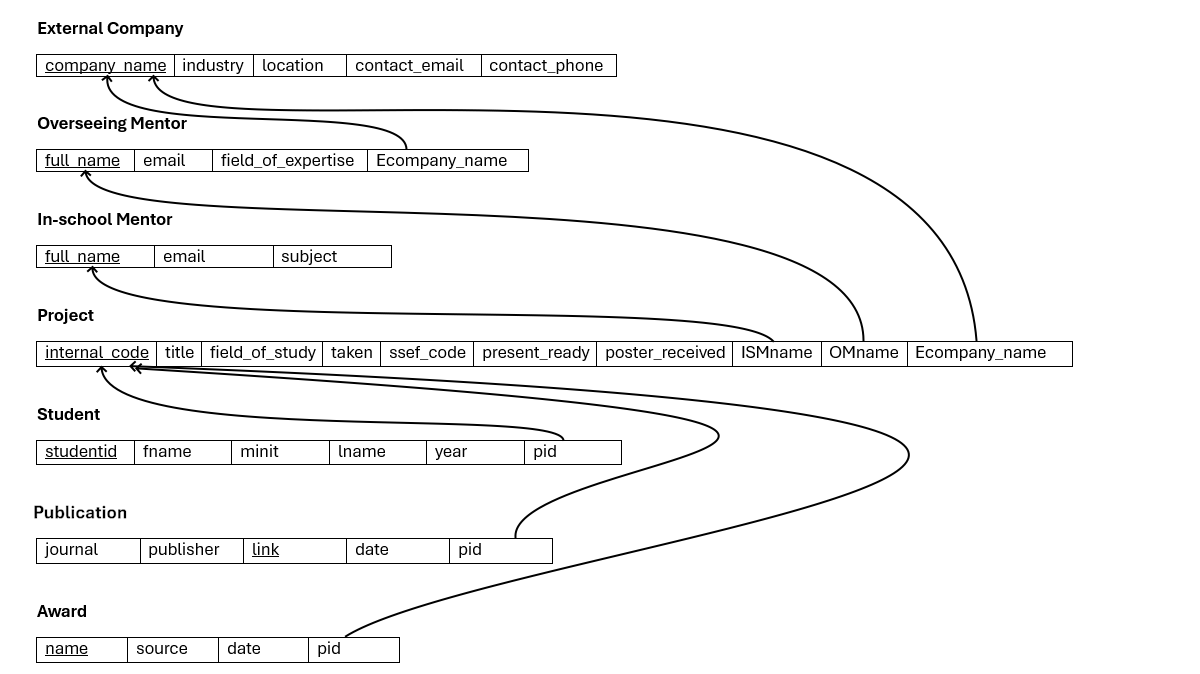 External Company
company_name industry location contact_email contact_phone
Overseeing Mentor
full_name email field_of_expertise Ecompany_name
In-school Mentor
full_name email subject
Project
internal_code title field_of_study taken ssef_code present_ready poster_received ISMname OMname Ecompany_name
Student
studentid fname minit lname year pid
Publication
journal publisher link date pid
Award
name source date pid